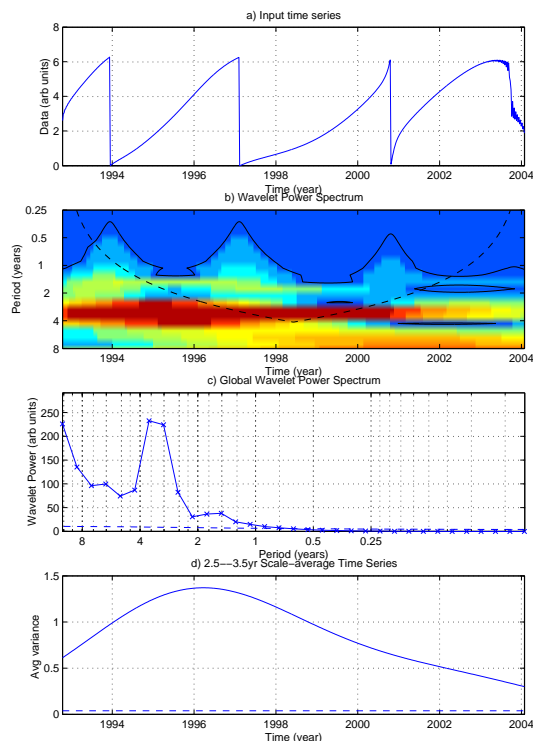 a) Input time series
8
6
4
2
0
Data (arb units)
1994 1996 1998 2000 2002 2004
Time (year)
b) Wavelet Power Spectrum
0.25
0.5
1
2
4
8
Period (years)
1994 1996 1998 2000 2002 2004
Time (year)
c) Global Wavelet Power Spectrum
250
200
150
100
50
0
Wavelet Power (arb units)
8 4 2 1 0.5 0.25
Period (years)
d) 2.5−−3.5yr Scale−average Time Series
1.5
1
0.5
0
Avg variance
1994 1996 1998 2000 2002 2004
Time (year)